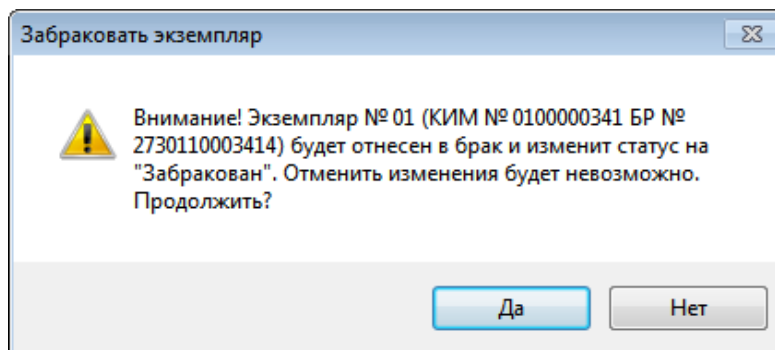 Забраковать экземпляр
Внимание! Экземпляр № 01 (КИМ № 0100000341 БР №
2730110003414) будет отнесен в брак и изменит статус на
"Забракован". Отменить изменения будет невозможно.
Продолжить?
Да
Нет